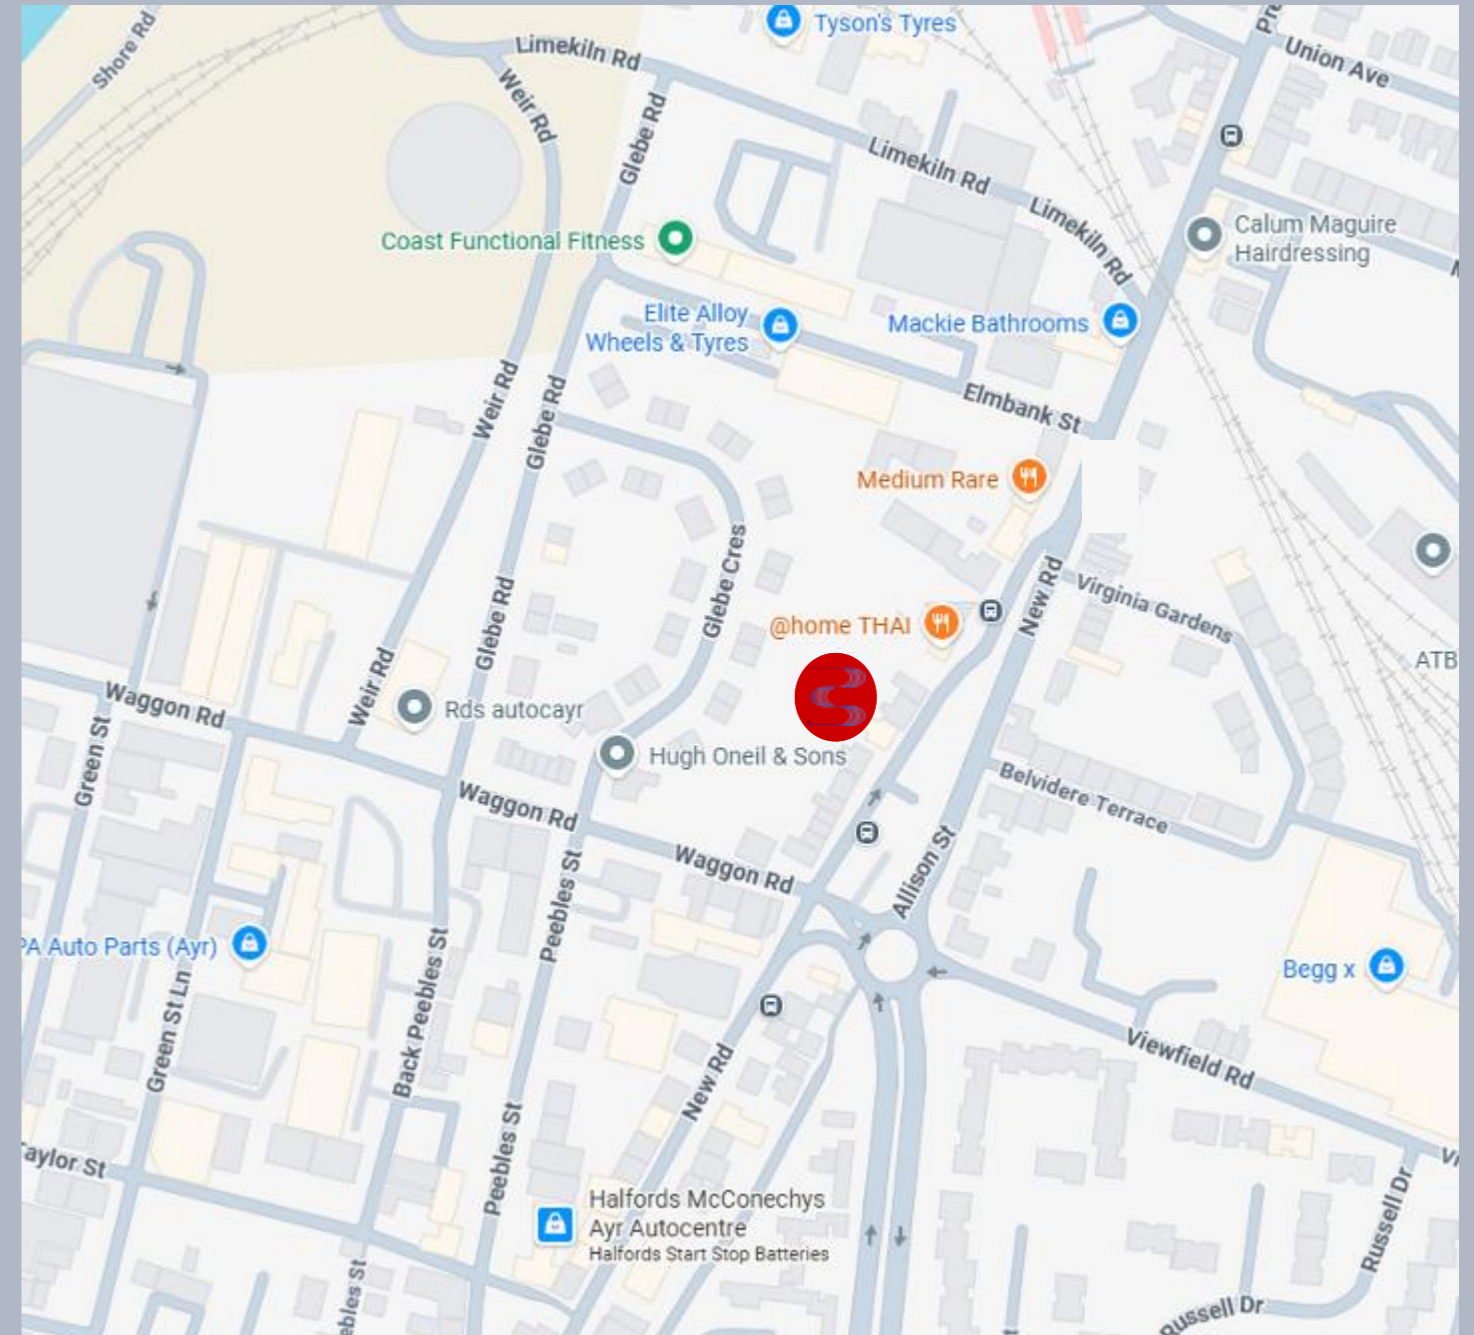 Shore Rd
Limekiln Rd
Tyson's Tyres
Union Ave
Weir Rd
Glebe Rd
Limekiln Rd
Limekiln Rd
Calum Maguire
Hairdressing
Coast Functional Fitness
Elite Alloy
Wheels & Tyres
Mackie Bathrooms
Elmbank St
Weir Rd
Glebe Rd
Medium Rare
Glebe Cres
New Rd
Virginia Gardens
@home THAI
Glebe Rd
ATB
Waggon Rd
Weir Rd
Rds autocayr
Green St
Hugh Oneil & Sons
Belvidere Terrace
Waggon Rd
Waggon Rd
Allison St
Peebles St
PA Auto Parts (Ayr)
Begg x
Green St Ln
Back Peebles St
New Rd
Viewfield Rd
Peebles St
aylor St
Halfords McConechys
Ayr Autocentre
Halfords Start Stop Batteries
Russell Dr
ebles St
Russell Dr